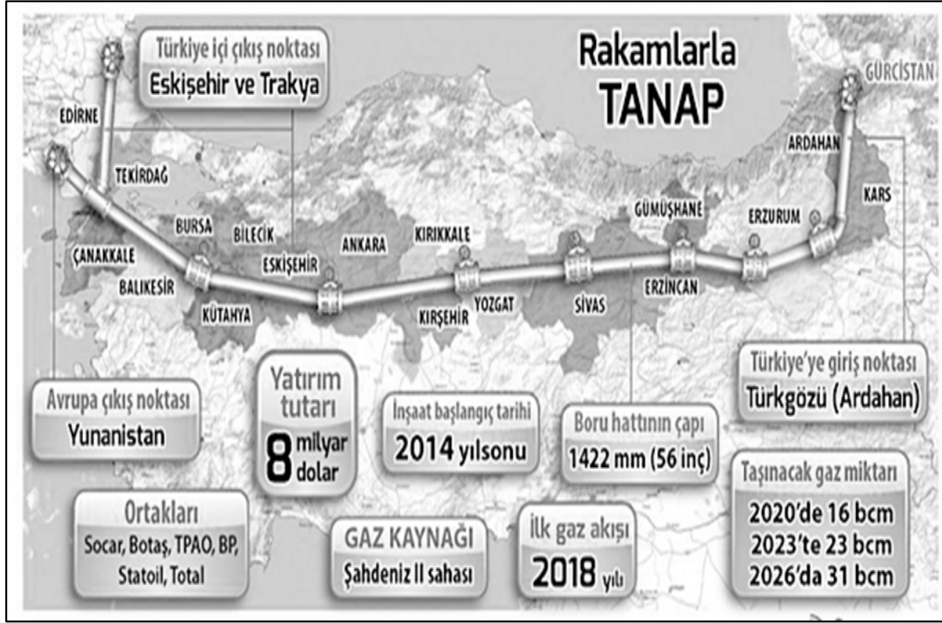 Rakamlarla
TANAP
Türkiye içi çıkış noktası
Eskişehir ve Trakya
GÜRCİSTAN
EDİRNE
TEKİRDAĞ
ÇANAKKALE
BALIKESİR
BURSA
BİLECİK
KÜTAHYA
ESKİŞEHİR
ANKARA
KIRIKKALE
KIRŞEHİR
YOZGAT
SİVAS
GÜMÜŞHANE
ERZİNCAN
ERZURUM
ARDAHAN
KARS
Avrupa çıkış noktası
Yunanistan
Yatırım
tutarı
8 milyar
dolar
İnşaat başlangıç tarihi
2014 yılsonu
Boru hattının çapı
1422 mm (56 inç)
Türkiye'ye giriş noktası
Türkgözü (Ardahan)
Ortakları
Socar, Botaş, TPAO, BP,
Statoil, Total
GAZ KAYNAĞI
Şahdeniz II sahası
İlk gaz akışı
2018 yılı
Taşınacak gaz miktarı
2020'de 16 bcm
2023'te 23 bcm
2026'da 31 bcm